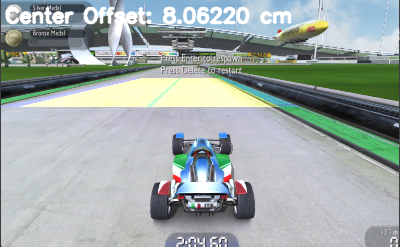 Center Offset: 8.06220 cm
Silver Medal
Bronze Medal
Press Enter to respawn
Press Delete to restart
2:04.60